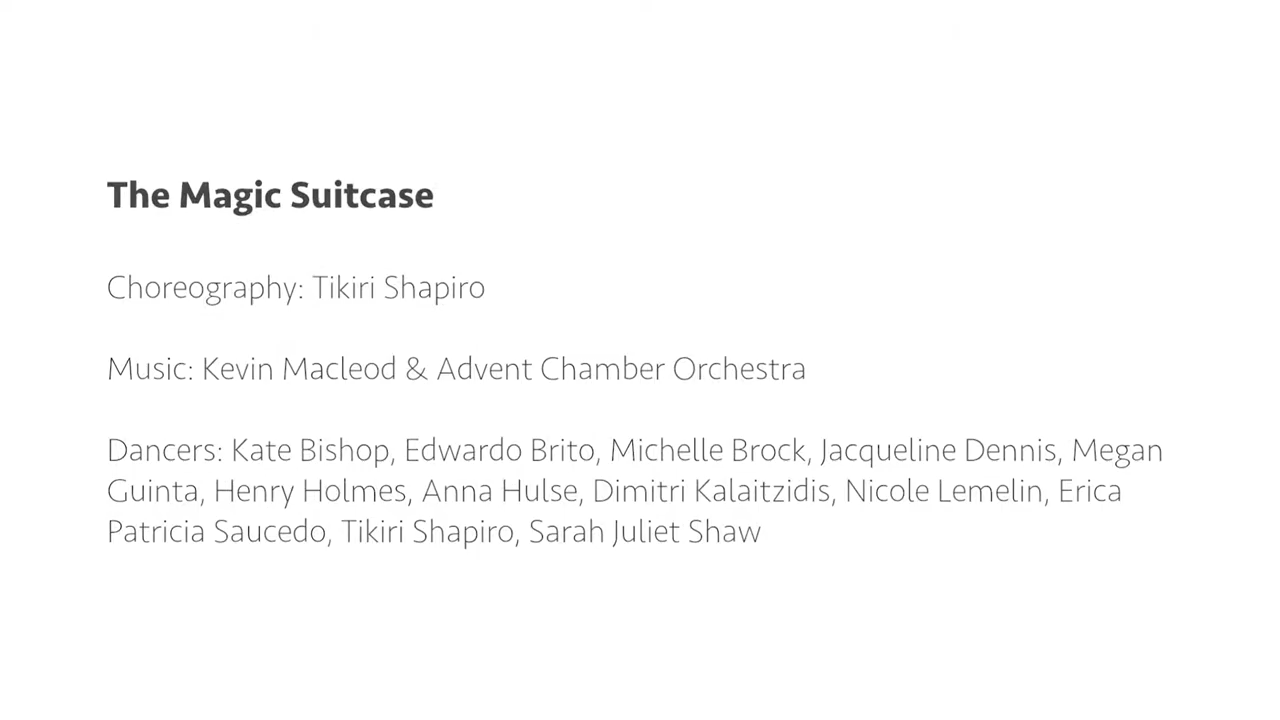 The Magic Suitcase
Choreography: Tikiri Shapiro
Music: Kevin Macleod & Advent Chamber Orchestra
Dancers: Kate Bishop, Edwardo Brito, Michelle Brock, Jacqueline Dennis, Megan
Guinta, Henry Holmes, Anna Hulse, Dimitri Kalaitzidis, Nicole Lemelin, Erica
Patricia Saucedo, Tikiri Shapiro, Sarah Juliet Shaw